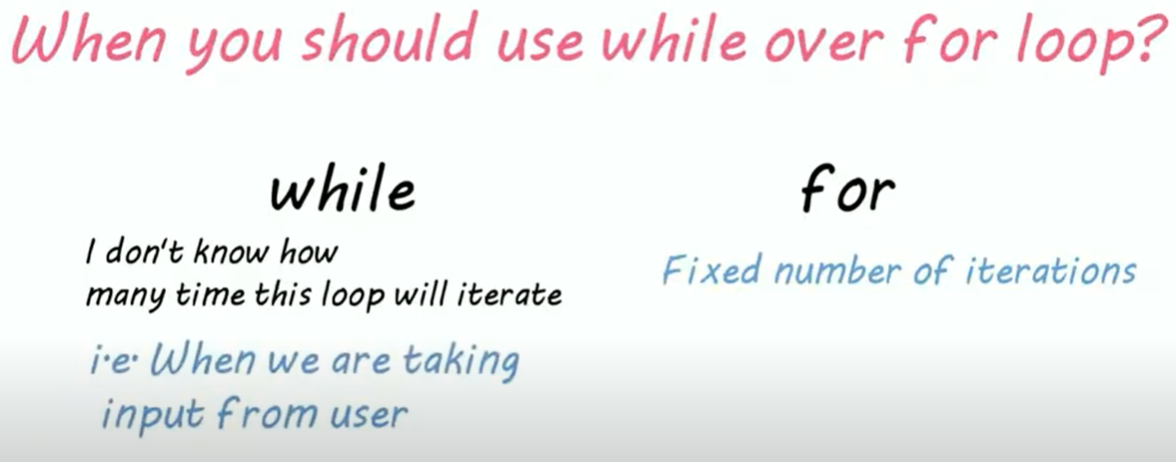 When you should use while over for loop?
while
I don't know how
many time this loop will iterate
i.e. When we are taking
input from user
for
Fixed number of iterations